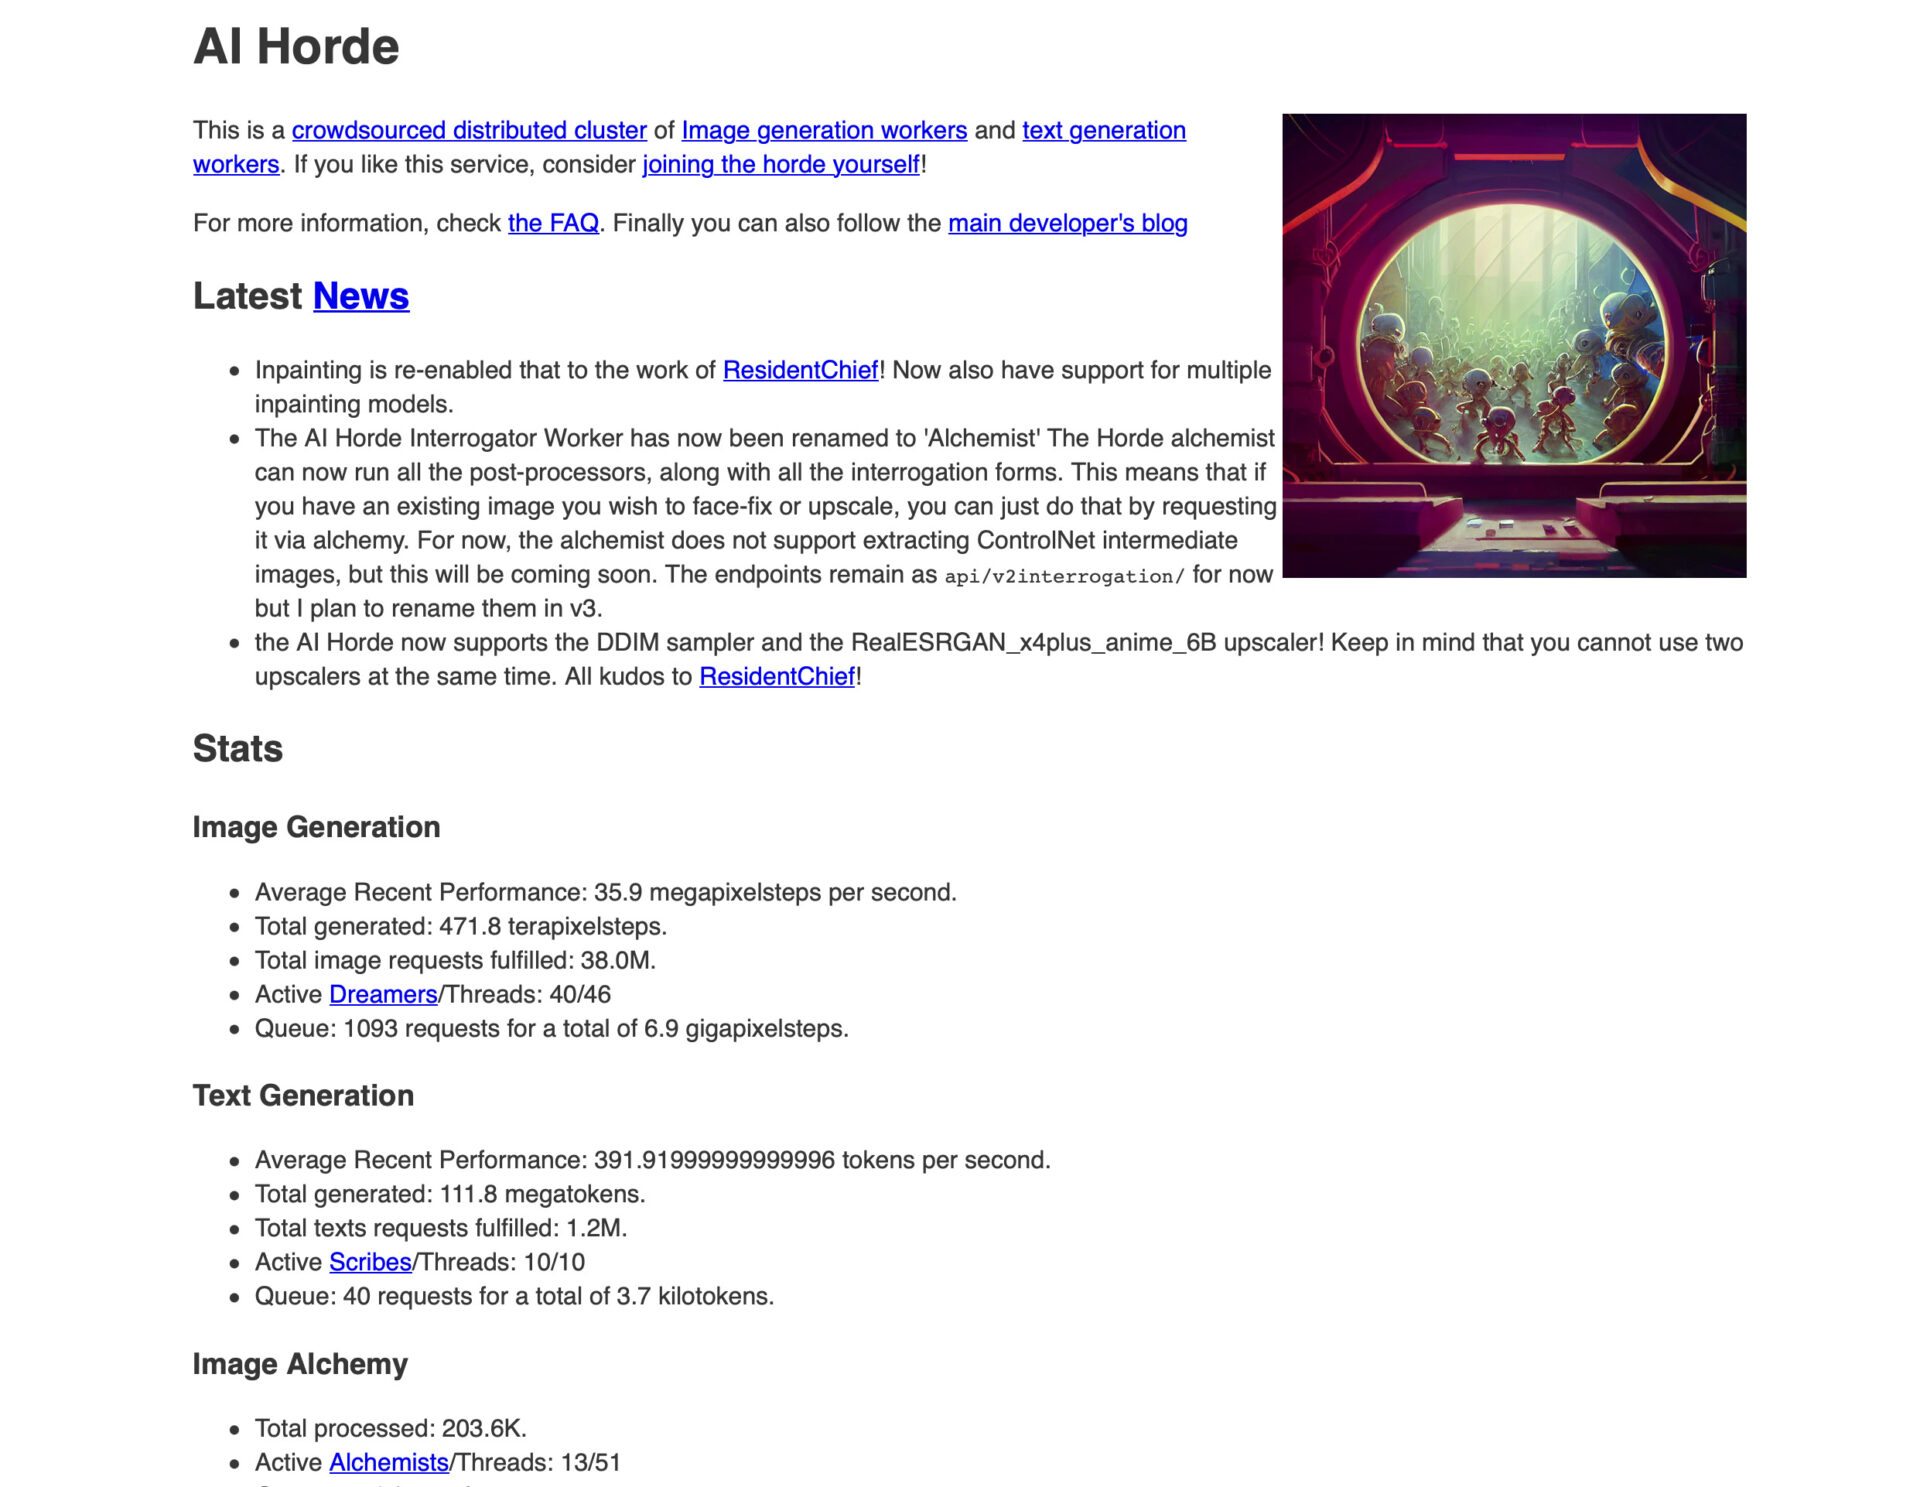 AI Horde
This is a crowdsourced distributed cluster of Image generation workers and text generation
workers. If you like this service, consider joining the horde yourself!
For more information, check the FAQ. Finally you can also follow the main developer's blog
Latest News
Inpainting is re-enabled that to the work of ResidentChief! Now also have support for multiple
inpainting models.
The AI Horde Interrogator Worker has now been renamed to 'Alchemist' The Horde alchemist
can now run all the post-processors, along with all the interrogation forms. This means that if
you have an existing image you wish to face-fix or upscale, you can just do that by requesting
it via alchemy. For now, the alchemist does not support extracting ControlNet intermediate
images, but this will be coming soon. The endpoints remain as api/v2interrogation/ for now
but I plan to rename them in v3.
the AI Horde now supports the DDIM sampler and the RealESRGAN_x4plus_anime_6B upscaler! Keep in mind that you cannot use two
upscalers at the same time. All kudos to ResidentChief!
Stats
Image Generation
Average Recent Performance: 35.9 megapixelsteps per second.
Total generated: 471.8 terapixelsteps.
Total image requests fulfilled: 38.0M.
Active Dreamers/Threads: 40/46
Queue: 1093 requests for a total of 6.9 gigapixelsteps.
Text Generation
Average Recent Performance: 391.91999999999996 tokens per second.
Total generated: 111.8 megatokens.
Total texts requests fulfilled: 1.2M.
Active Scribes/Threads: 10/10
Queue: 40 requests for a total of 3.7 kilotokens.
Image Alchemy
Total processed: 203.6K.
Active Alchemists/Threads: 13/51